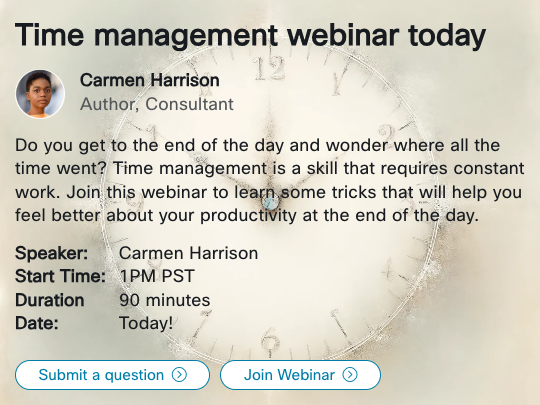 Time management webinar today
Carmen Harrison
Author, Consultant
Do you get to the end of the day and wonder where all the
time went? Time management is a skill that requires constant
work. Join this webinar to learn some tricks that will help you
feel better about your productivity at the end of the day.
Speaker: Carmen Harrison
Start Time: 1PM PST
Duration 90 minutes
Date: Today!
Submit a question
Join Webinar
12
6
7